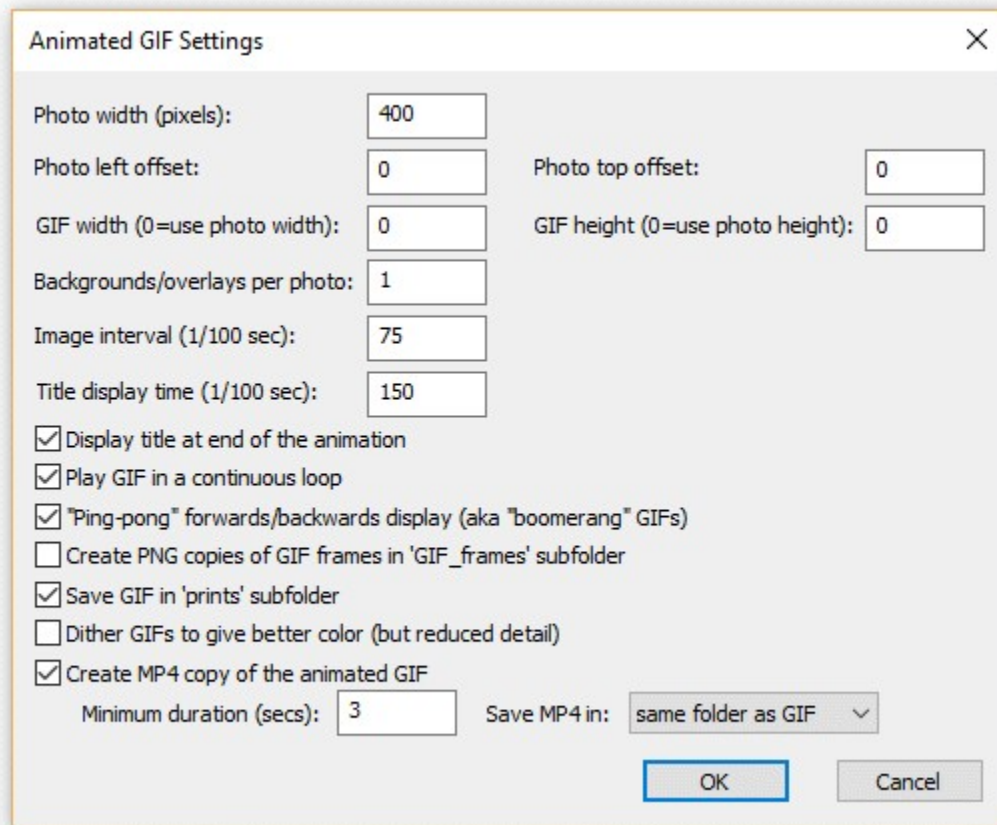 Animated GIF Settings
Photo width (pixels): 400
Photo left offset: 0 Photo top offset: 0
GIF width (0=use photo width): 0 GIF height (0=use photo height): 0
Backgrounds/overlays per photo: 1
Image interval (1/100 sec): 75
Title display time (1/100 sec): 150
Display title at end of the animation
Play GIF in a continuous loop
"Ping-pong" forwards/backwards display (aka "boomerang" GIFs)
Create PNG copies of GIF frames in 'GIF_frames' subfolder
Save GIF in 'prints' subfolder
Dither GIFs to give better color (but reduced detail)
Create MP4 copy of the animated GIF
Minimum duration (secs): 3 Save MP4 in: same folder as GIF
OK Cancel